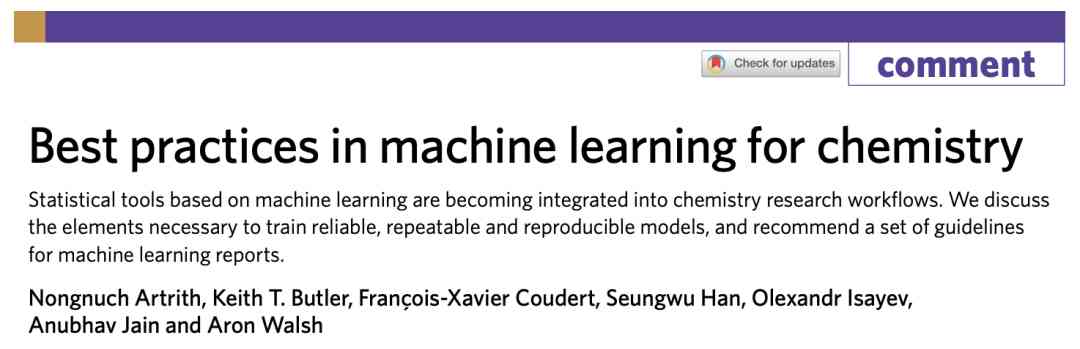 Check for updates
comment
Best practices in machine learning for chemistry
Statistical tools based on machine learning are becoming integrated into chemistry research workflows. We discuss
the elements necessary to train reliable, repeatable and reproducible models, and recommend a set of guidelines
for machine learning reports.
Nongnuch Artrith, Keith T. Butler, François-Xavier Coudert, Seungwu Han, Olexandr Isayev,
Anubhav Jain and Aron Walsh